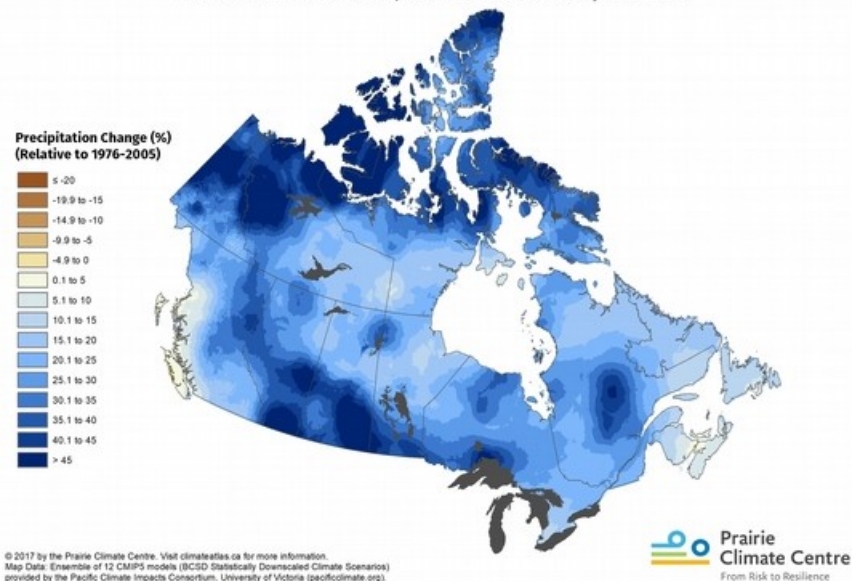 Precipitation Change (%)
(Relative to 1976-2005)
≤ -20
-19.9 to -15
-14.9 to -10
-9.9 to -5
-4.9 to 0
0.1 to 5
5.1 to 10
10.1 to 15
15.1 to 20
20.1 to 25
25.1 to 30
30.1 to 35
35.1 to 40
40.1 to 45
> 45
© 2017 by the Prairie Climate Centre. Visit climateatlas.ca for more information.
Map Data: Ensemble of 12 CMIP5 models (BCSD Statistically Downscaled Climate Scenarios)
provided by the Pacific Climate Impacts Consortium, University of Victoria (pacificclimate.org).
Prairie
Climate Centre
From Risk to Resilience